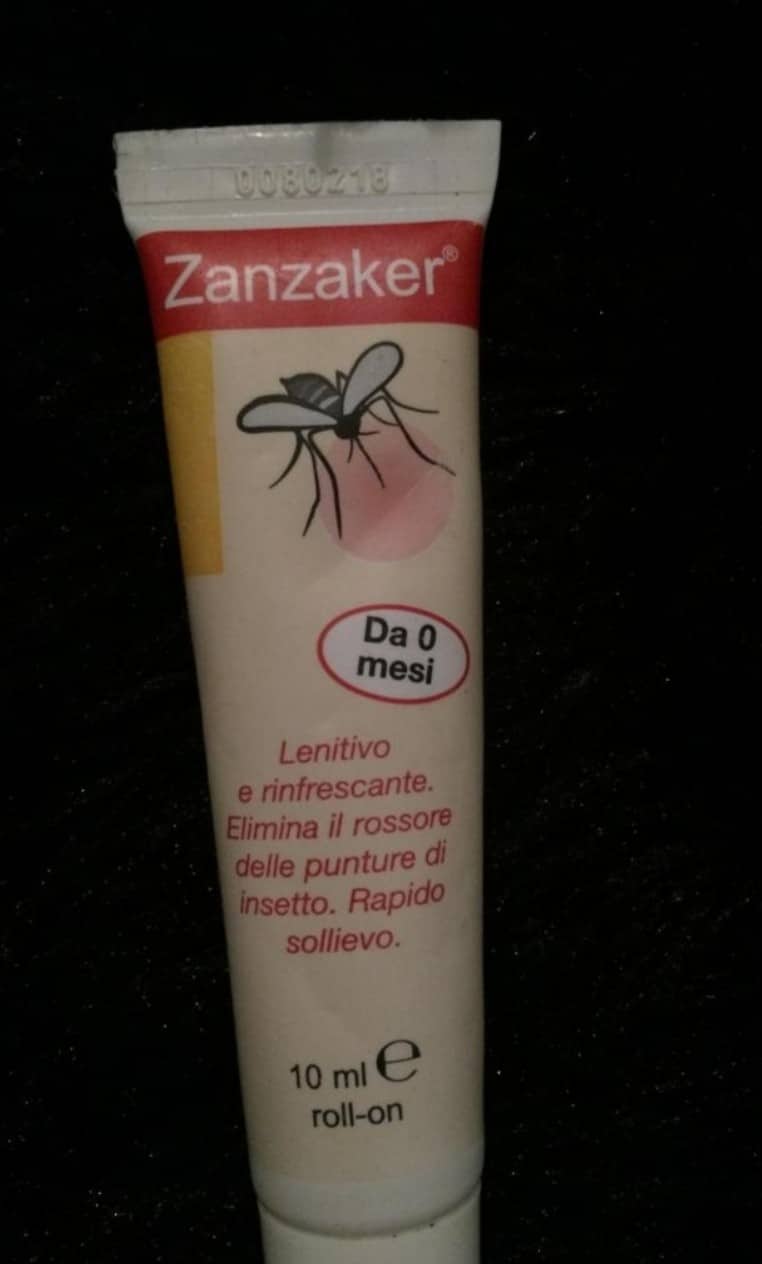 0080218
Zanzaker®
Da 0
mesi
Lenitivo
e rinfrescante.
Elimina il rossore
delle punture di
insetto. Rapido
sollievo.
10 ml ℮
roll-on